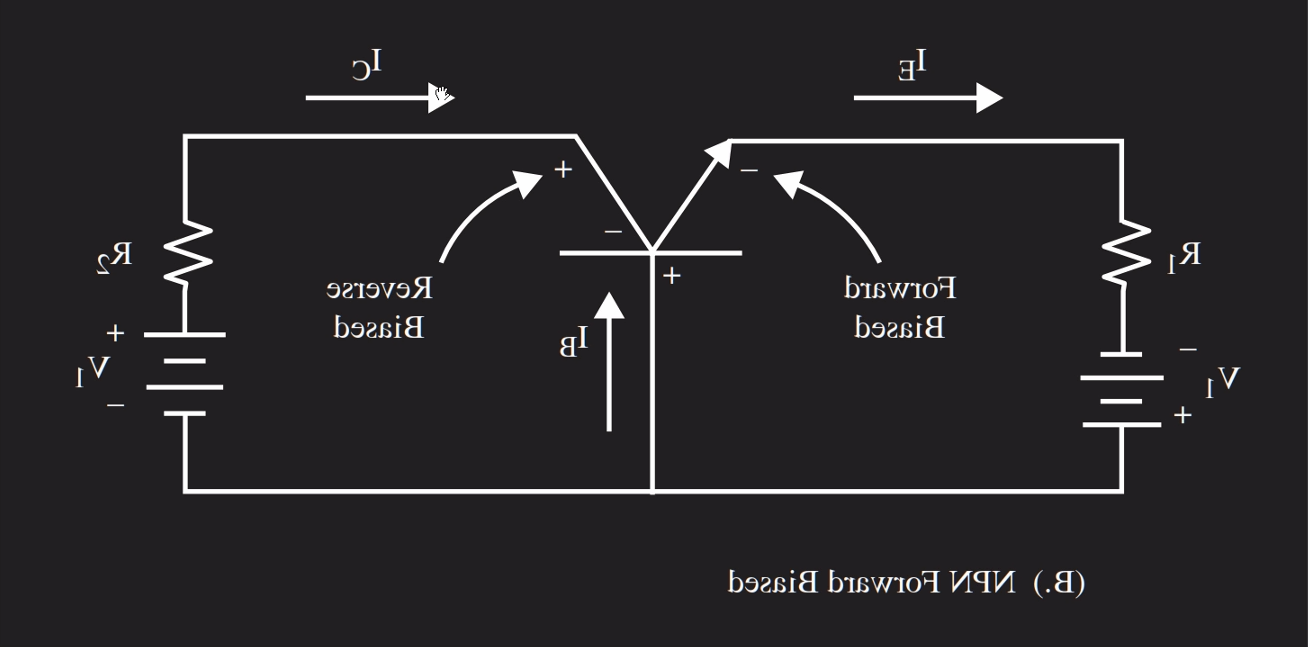 I_C
I_E
+
−
−
+
R_2
R_1
Reverse
Biased
Forward
Biased
I_B
+
V_1
−
−
V_1
+
(B.) NPN Forward Biased